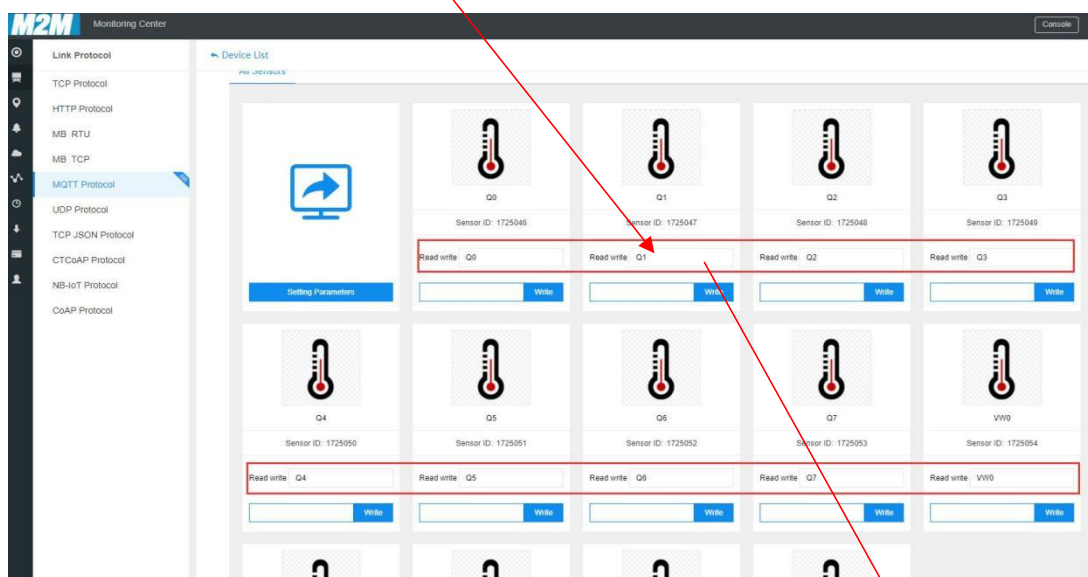 M2M Monitoring Center Console
Link Protocol
Device List
All Sensors
TCP Protocol
HTTP Protocol
MB RTU
MB TCP
MQTT Protocol
UDP Protocol
TCP JSON Protocol
CTCoAP Protocol
NB-IoT Protocol
CoAP Protocol
Q0 Q1 Q2 Q3
Sensor ID: 1725046 Sensor ID: 1725047 Sensor ID: 1725048 Sensor ID: 1725049
Read write Q0 Read write Q1 Read write Q2 Read write Q3
Setting Parameters Write Write Write Write
Q4 Q5 Q6 Q7 VW0
Sensor ID: 1725050 Sensor ID: 1725051 Sensor ID: 1725052 Sensor ID: 1725053 Sensor ID: 1725054
Read write Q4 Read write Q5 Read write Q6 Read write Q7 Read write VW0
Write Write Write Write Write